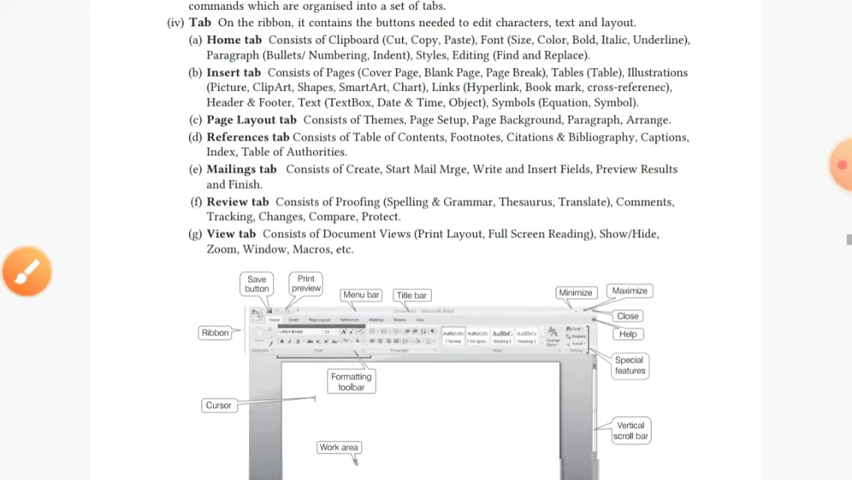 commands which are organised into a set of tabs.
(iv) Tab On the ribbon, it contains the buttons needed to edit characters, text and layout.
(a) Home tab Consists of Clipboard (Cut, Copy, Paste), Font (Size, Color, Bold, Italic, Underline),
Paragraph (Bullets/ Numbering, Indent), Styles, Editing (Find and Replace).
(b) Insert tab Consists of Pages (Cover Page, Blank Page, Page Break), Tables (Table), Illustrations
(Picture, ClipArt, Shapes, SmartArt, Chart), Links (Hyperlink, Book mark, cross-referenec),
Header & Footer, Text (TextBox, Date & Time, Object), Symbols (Equation, Symbol).
(c) Page Layout tab Consists of Themes, Page Setup, Page Background, Paragraph, Arrange.
(d) References tab Consists of Table of Contents, Footnotes, Citations & Bibliography, Captions,
Index, Table of Authorities.
(e) Mailings tab Consists of Create, Start Mail Mrge, Write and Insert Fields, Preview Results
and Finish.
(f) Review tab Consists of Proofing (Spelling & Grammar, Thesaurus, Translate), Comments,
Tracking, Changes, Compare, Protect.
(g) View tab Consists of Document Views (Print Layout, Full Screen Reading), Show/Hide,
Zoom, Window, Macros, etc.
Save
button
Print
preview
Menu bar
Title bar
Minimize
Maximize
Close
Ribbon
Help
Special
features
Formatting
toolbar
Cursor
Vertical
scroll bar
Work area